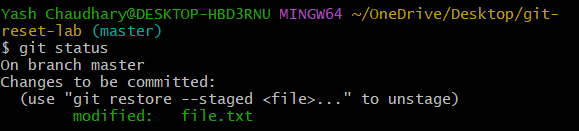 Yash Chaudhary@DESKTOP-HBD3RNU MINGW64 ~/OneDrive/Desktop/git-
reset-lab (master)
$ git status
On branch master
Changes to be committed:
  (use "git restore --staged <file>..." to unstage)
        modified:   file.txt